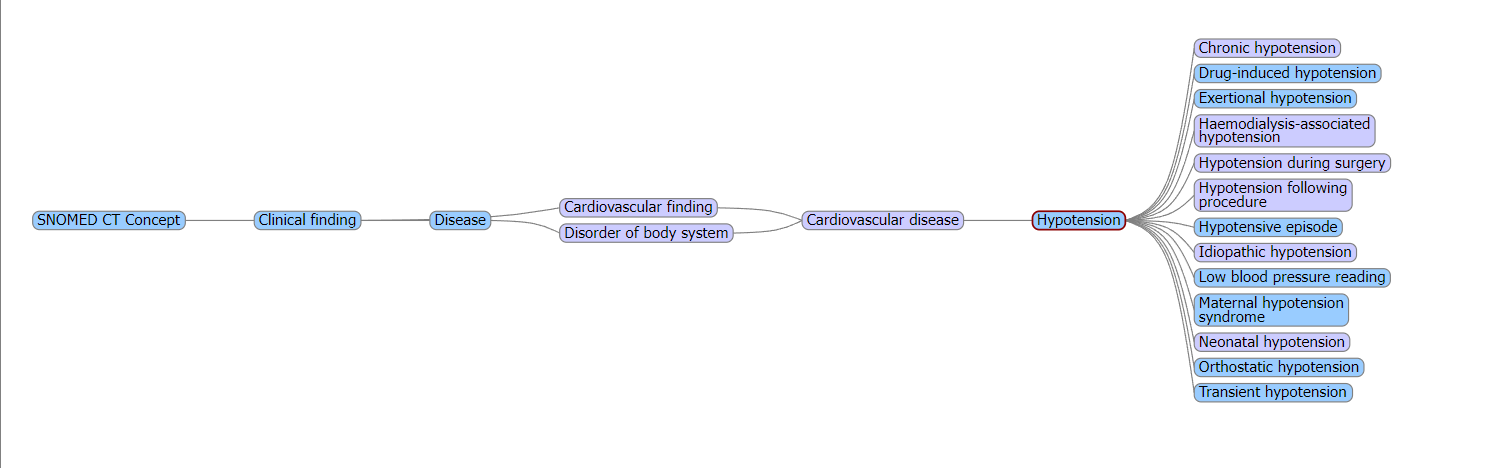 SNOMED CT Concept
Clinical finding
Disease
Cardiovascular finding
Disorder of body system
Cardiovascular disease
Hypotension
Chronic hypotension
Drug-induced hypotension
Exertional hypotension
Haemodialysis-associated
hypotension
Hypotension during surgery
Hypotension following
procedure
Hypotensive episode
Idiopathic hypotension
Low blood pressure reading
Maternal hypotension
syndrome
Neonatal hypotension
Orthostatic hypotension
Transient hypotension